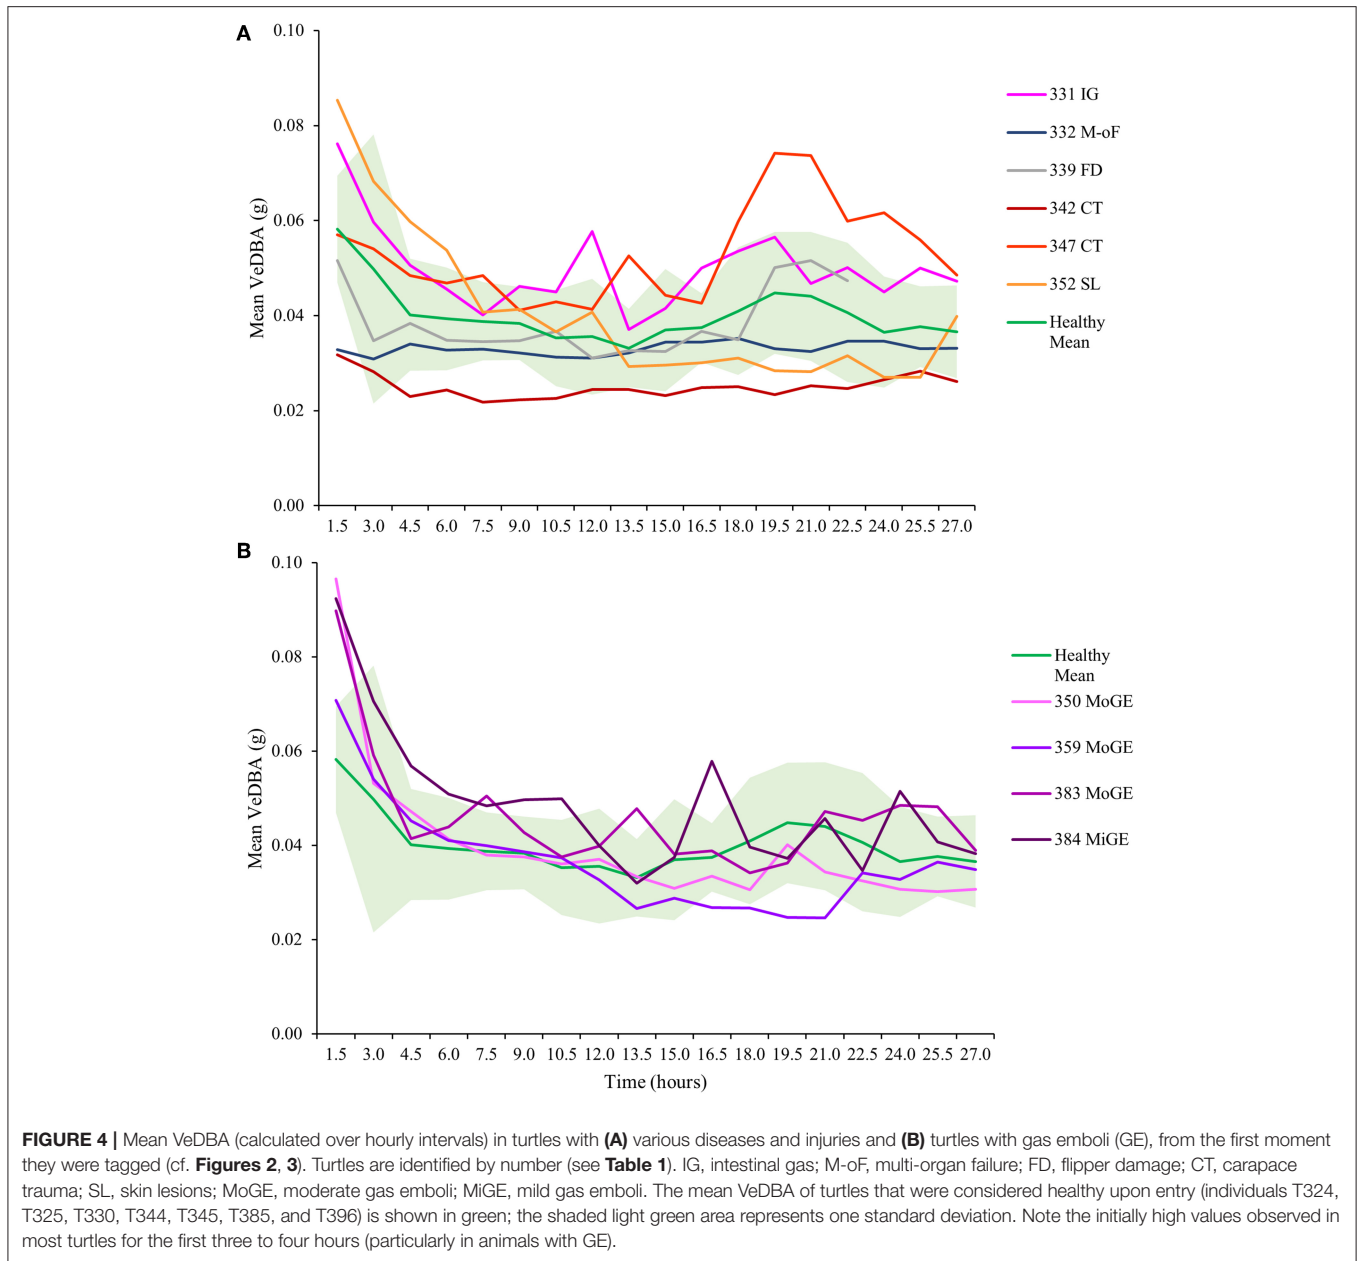 A
Mean VeDBA (g)
0.10
0.08
0.06
0.04
0.02
0.00
1.5 3.0 4.5 6.0 7.5 9.0 10.5 12.0 13.5 15.0 16.5 18.0 19.5 21.0 22.5 24.0 25.5 27.0
331 IG
332 M-oF
339 FD
342 CT
347 CT
352 SL
Healthy
Mean
B
Mean VeDBA (g)
0.10
0.08
0.06
0.04
0.02
0.00
1.5 3.0 4.5 6.0 7.5 9.0 10.5 12.0 13.5 15.0 16.5 18.0 19.5 21.0 22.5 24.0 25.5 27.0
Time (hours)
Healthy
Mean
350 MoGE
359 MoGE
383 MoGE
384 MiGE
FIGURE 4 | Mean VeDBA (calculated over hourly intervals) in turtles with (A) various diseases and injuries and (B) turtles with gas emboli (GE), from the first moment
they were tagged (cf. Figures 2, 3). Turtles are identified by number (see Table 1). IG, intestinal gas; M-oF, multi-organ failure; FD, flipper damage; CT, carapace
trauma; SL, skin lesions; MoGE, moderate gas emboli; MiGE, mild gas emboli. The mean VeDBA of turtles that were considered healthy upon entry (individuals T324,
T325, T330, T344, T345, T385, and T396) is shown in green; the shaded light green area represents one standard deviation. Note the initially high values observed in
most turtles for the first three to four hours (particularly in animals with GE).